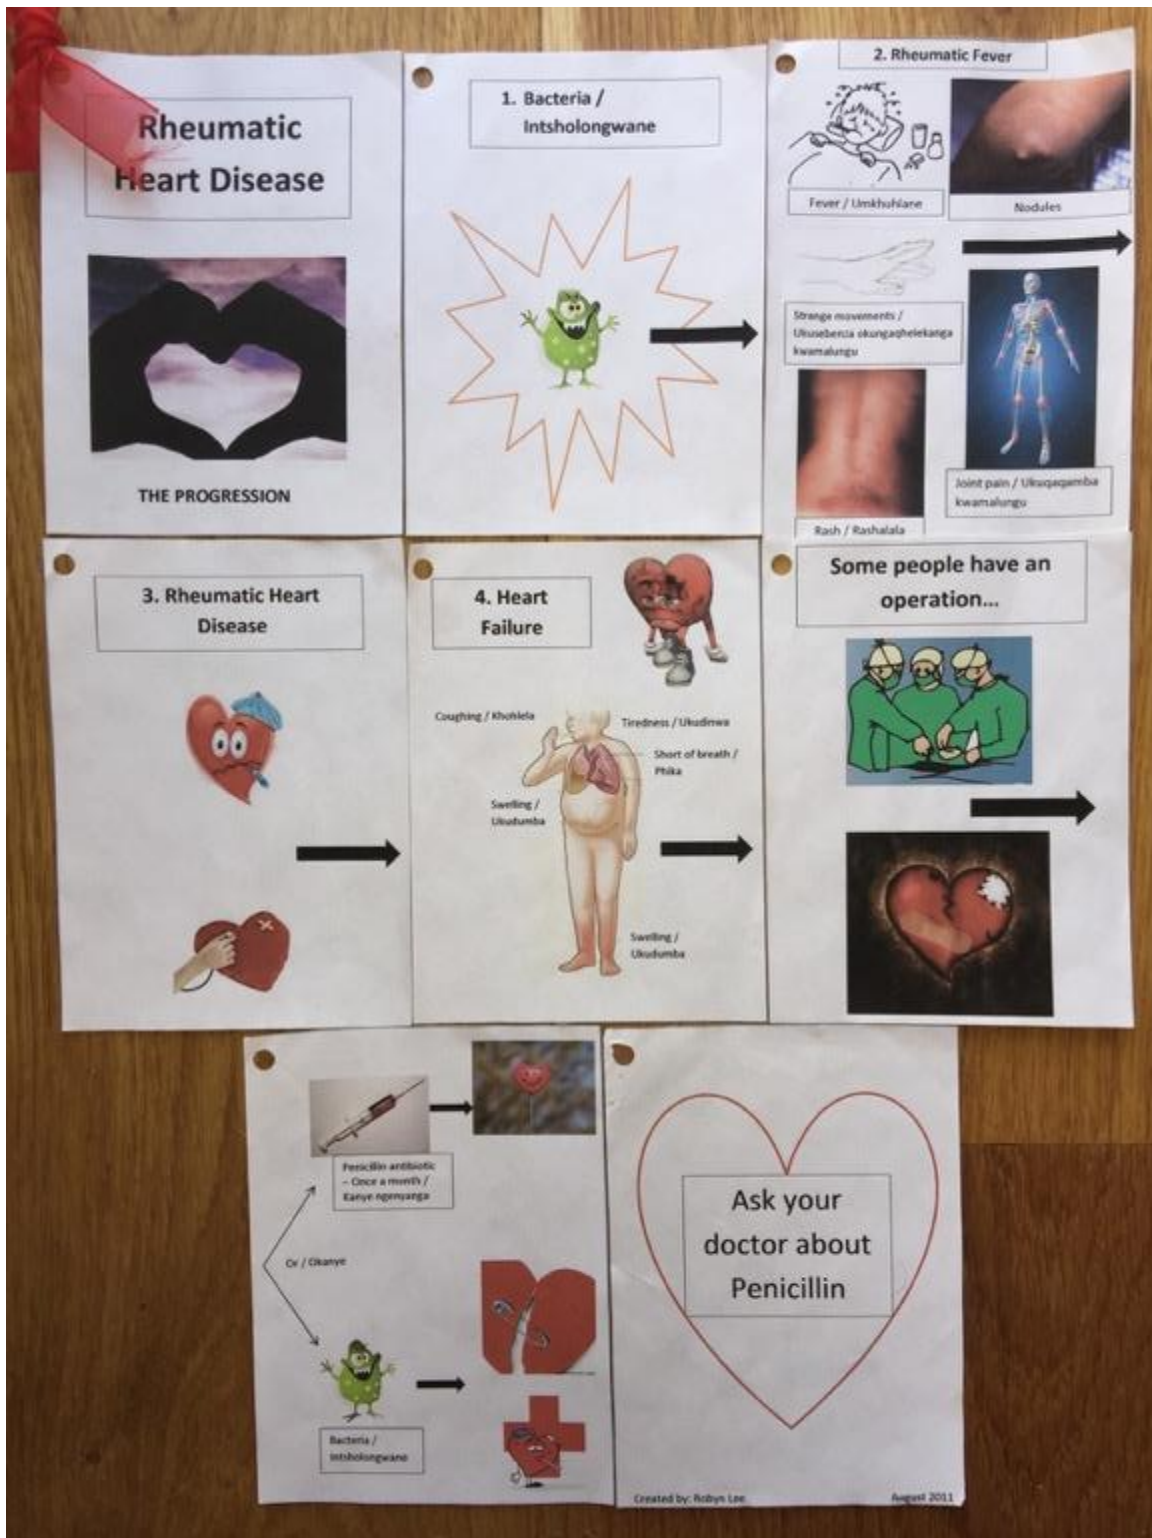 Rheumatic
Heart Disease
THE PROGRESSION
1. Bacteria /
Intsholongwane
2. Rheumatic Fever
Fever / Umkhuhlane
Nodules
Strange movements /
Ukusebenza okungaqhelekanga
kwamalungu
Joint pain / Ukuqaqamba
kwamalungu
Rash / Rashalala
3. Rheumatic Heart
Disease
4. Heart
Failure
Coughing / Khohlela
Tiredness / Ukudinwa
Short of breath /
Phika
Swelling /
Ukudumba
Swelling /
Ukudumba
Some people have an
operation...
Penicillin antibiotic
– Once a month /
Kanye ngenyanga
Or / Okanye
Bacteria /
Intsholongwane
Ask your
doctor about
Penicillin
Created by: Robyn Lee
August 2011